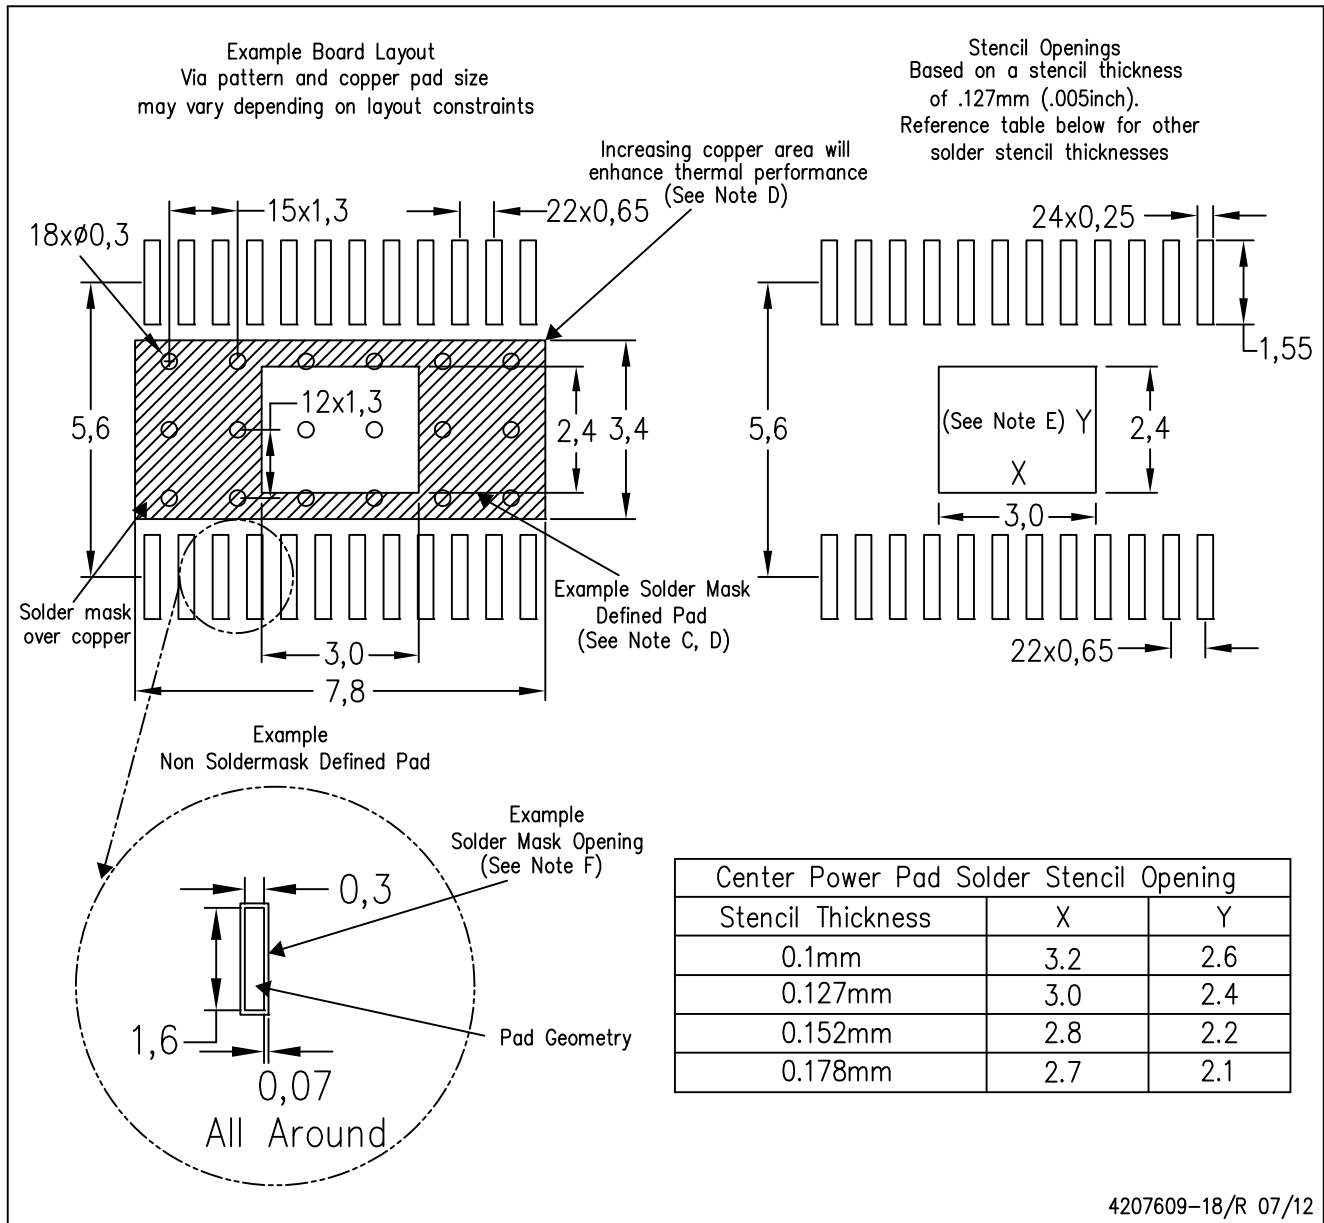 Example Board Layout
Via pattern and copper pad size
may vary depending on layout constraints
Stencil Openings
Based on a stencil thickness
of .127mm (.005inch).
Reference table below for other
solder stencil thicknesses
Increasing copper area will
enhance thermal performance
(See Note D)
15x1,3
22x0,65
18xø0,3
5,6
12x1,3
2,4
3,4
Solder mask
over copper
Example Solder Mask
Defined Pad
(See Note C, D)
3,0
7,8
24x0,25
1,55
5,6
(See Note E) Y
X
2,4
3,0
22x0,65
Example
Non Soldermask Defined Pad
Example
Solder Mask Opening
(See Note F)
0,3
1,6
Pad Geometry
0,07
All Around
Center Power Pad Solder Stencil Opening
Stencil Thickness X Y
0.1mm 3.2 2.6
0.127mm 3.0 2.4
0.152mm 2.8 2.2
0.178mm 2.7 2.1
4207609-18/R 07/12